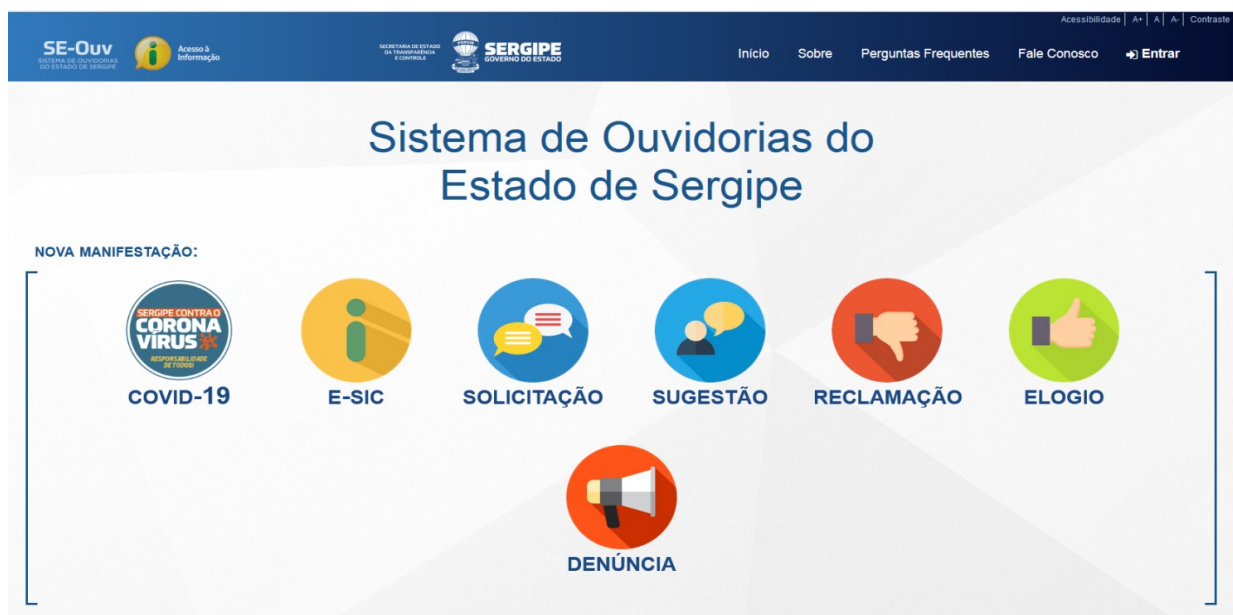 Acessibilidade | A+ | A | A- | Contraste
SE-Ouv
SISTEMA DE OUVIDORIAS
DO ESTADO DE SERGIPE
Acesso à
Informação
SECRETARIA DE ESTADO
DA TRANSPARÊNCIA
E CONTROLE
SERGIPE
GOVERNO DO ESTADO
Início Sobre Perguntas Frequentes Fale Conosco Entrar
Sistema de Ouvidorias do
Estado de Sergipe
NOVA MANIFESTAÇÃO:
SERGIPE CONTRA O
CORONA
VÍRUS
RESPONSABILIDADE
DE TODOS!
COVID-19 E-SIC SOLICITAÇÃO SUGESTÃO RECLAMAÇÃO ELOGIO
DENÚNCIA